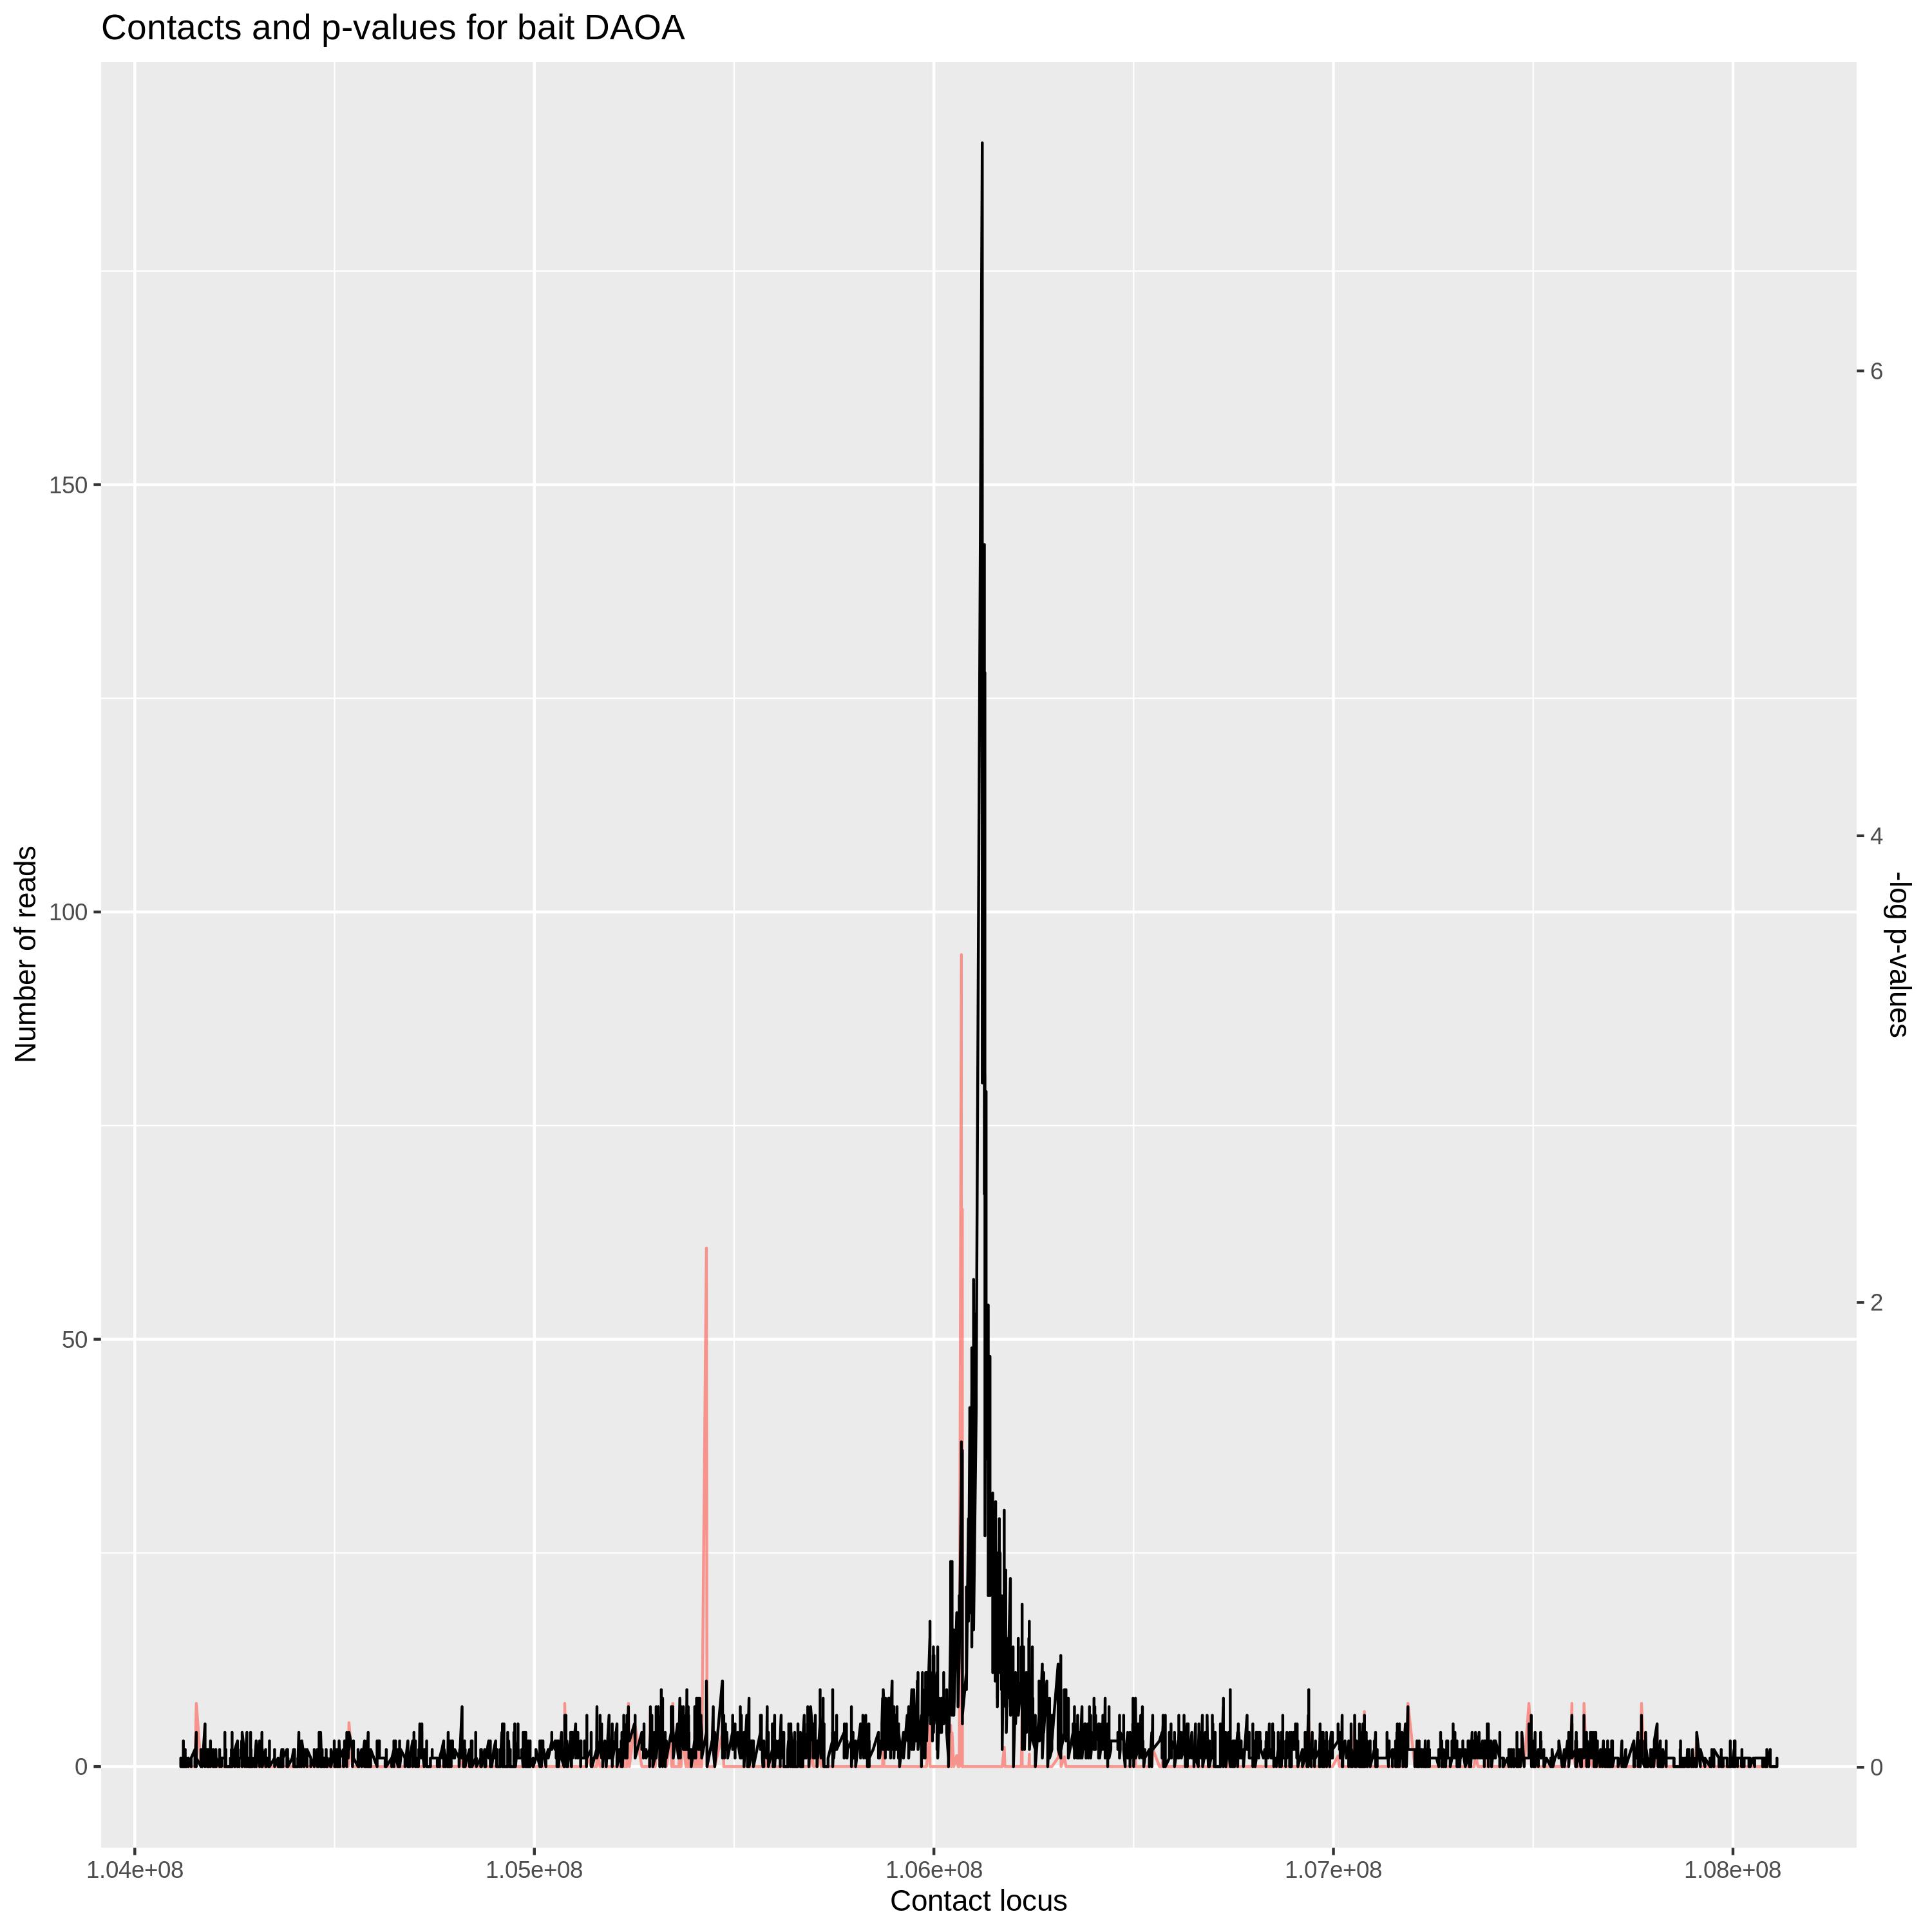 Contacts and p-values for bait DAOA
Number of reads
150
100
50
0
6
4
2
0
-log p-values
1.04e+08
1.05e+08
1.06e+08
1.07e+08
1.08e+08
Contact locus